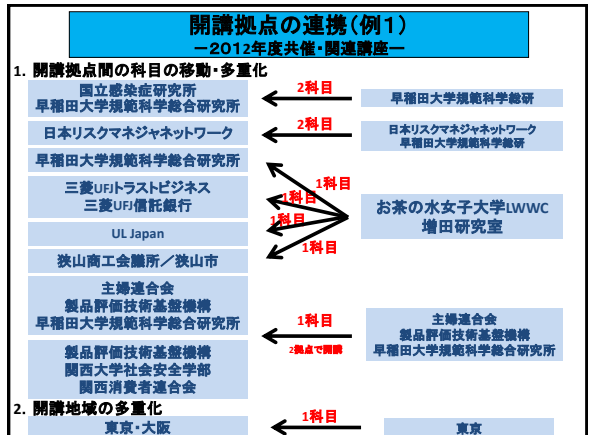 開講拠点の連携(例1)
－2012年度共催・関連講座－
1. 開講拠点間の科目の移動・多重化
国立感染症研究所
早稲田大学規範科学総合研究所
2科目
早稲田大学規範科学総研
日本リスクマネジャネットワーク
2科目
日本リスクマネジャネットワーク
早稲田大学規範科学総研
早稲田大学規範科学総合研究所
1科目
三菱UFJトラストビジネス
三菱UFJ信託銀行
1科目
お茶の水女子大学LWWC
増田研究室
1科目
UL Japan
1科目
狭山商工会議所／狭山市
主婦連合会
製品評価技術基盤機構
早稲田大学規範科学総合研究所
1科目
2拠点で開講
主婦連合会
製品評価技術基盤機構
早稲田大学規範科学総合研究所
製品評価技術基盤機構
関西大学社会安全学部
関西消費者連合会
2. 開講地域の多重化
東京・大阪
1科目
東京